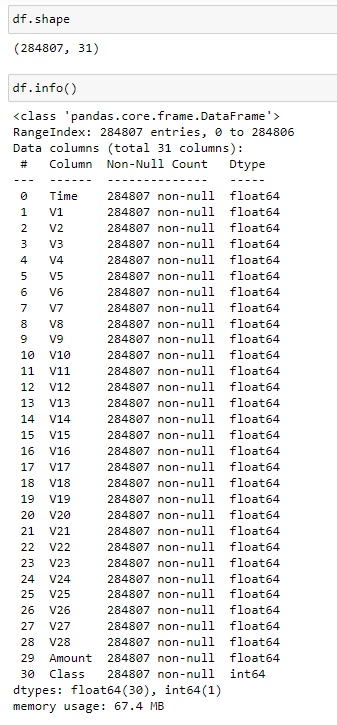 df.shape
(284807, 31)
df.info()
<class 'pandas.core.frame.DataFrame'>
RangeIndex: 284807 entries, 0 to 284806
Data columns (total 31 columns):
#   Column  Non-Null Count   Dtype
---  ------  --------------   -----
0   Time    284807 non-null  float64
1   V1      284807 non-null  float64
2   V2      284807 non-null  float64
3   V3      284807 non-null  float64
4   V4      284807 non-null  float64
5   V5      284807 non-null  float64
6   V6      284807 non-null  float64
7   V7      284807 non-null  float64
8   V8      284807 non-null  float64
9   V9      284807 non-null  float64
10  V10     284807 non-null  float64
11  V11     284807 non-null  float64
12  V12     284807 non-null  float64
13  V13     284807 non-null  float64
14  V14     284807 non-null  float64
15  V15     284807 non-null  float64
16  V16     284807 non-null  float64
17  V17     284807 non-null  float64
18  V18     284807 non-null  float64
19  V19     284807 non-null  float64
20  V20     284807 non-null  float64
21  V21     284807 non-null  float64
22  V22     284807 non-null  float64
23  V23     284807 non-null  float64
24  V24     284807 non-null  float64
25  V25     284807 non-null  float64
26  V26     284807 non-null  float64
27  V27     284807 non-null  float64
28  V28     284807 non-null  float64
29  Amount  284807 non-null  float64
30  Class   284807 non-null  int64
dtypes: float64(30), int64(1)
memory usage: 67.4 MB